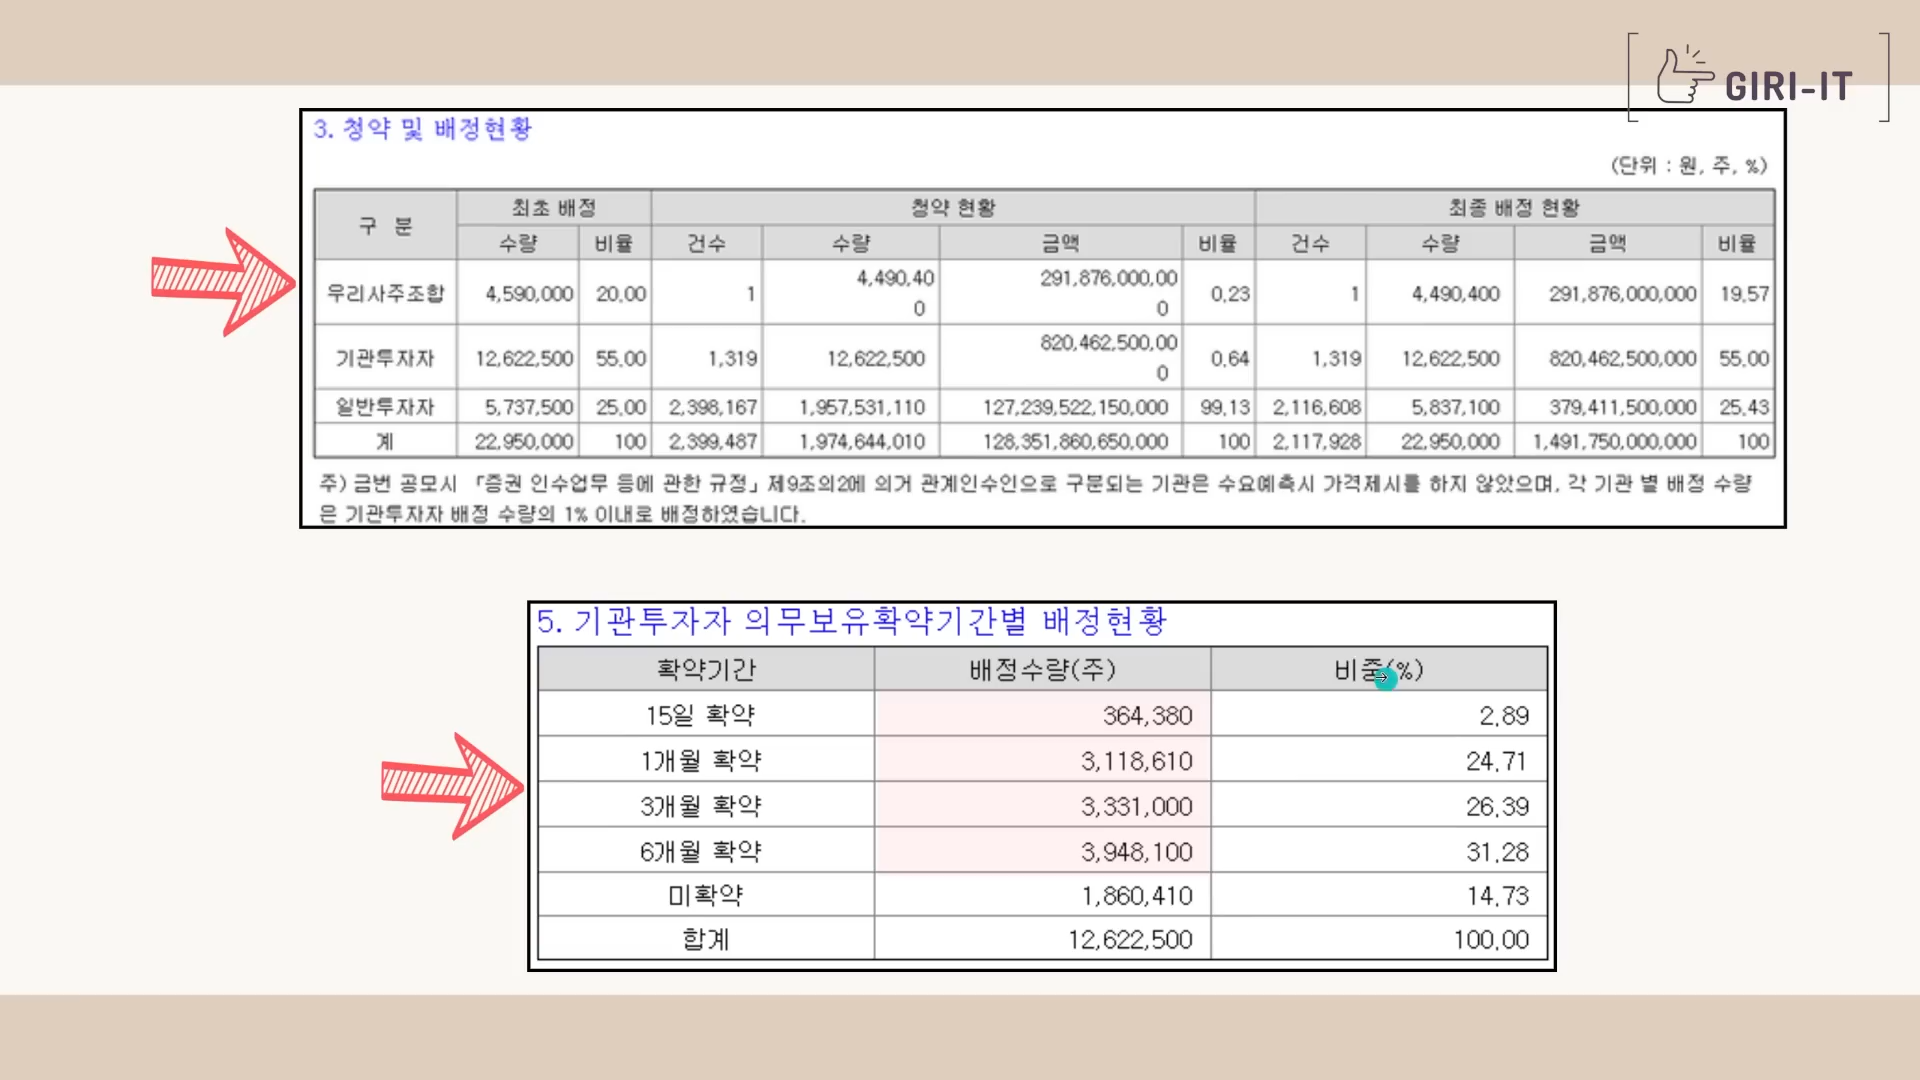 GIRI-IT
3. 청약 및 배정현황
(단위 : 원, 주, %)
구 분 최초 배정 청약 현황 최종 배정 현황
수량 비율 건수 수량 금액 비율 건수 수량 금액 비율
우리사주조합 4,590,000 20.00 1 4,490,400 291,876,000,000 0.23 1 4,490,400 291,876,000,000 19.57
기관투자자 12,622,500 55.00 1,319 12,622,500 820,462,500,000 0.64 1,319 12,622,500 820,462,500,000 55.00
일반투자자 5,737,500 25.00 2,398,167 1,957,531,110 127,239,522,150,000 99.13 2,116,608 5,837,100 379,411,500,000 25.43
계 22,950,000 100 2,399,487 1,974,644,010 128,351,860,650,000 100 2,117,928 22,950,000 1,491,750,000,000 100
주) 금번 공모시 「증권 인수업무 등에 관한 규정」 제9조의2에 의거 관계인수인으로 구분되는 기관은 수요예측시 가격제시를 하지 않았으며, 각 기관 별 배정 수량
은 기관투자자 배정 수량의 1% 이내로 배정하였습니다.
5. 기관투자자 의무보유확약기간별 배정현황
확약기간 배정수량(주) 비중(%)
15일 확약 364,380 2.89
1개월 확약 3,118,610 24.71
3개월 확약 3,331,000 26.39
6개월 확약 3,948,100 31.28
미확약 1,860,410 14.73
합계 12,622,500 100.00